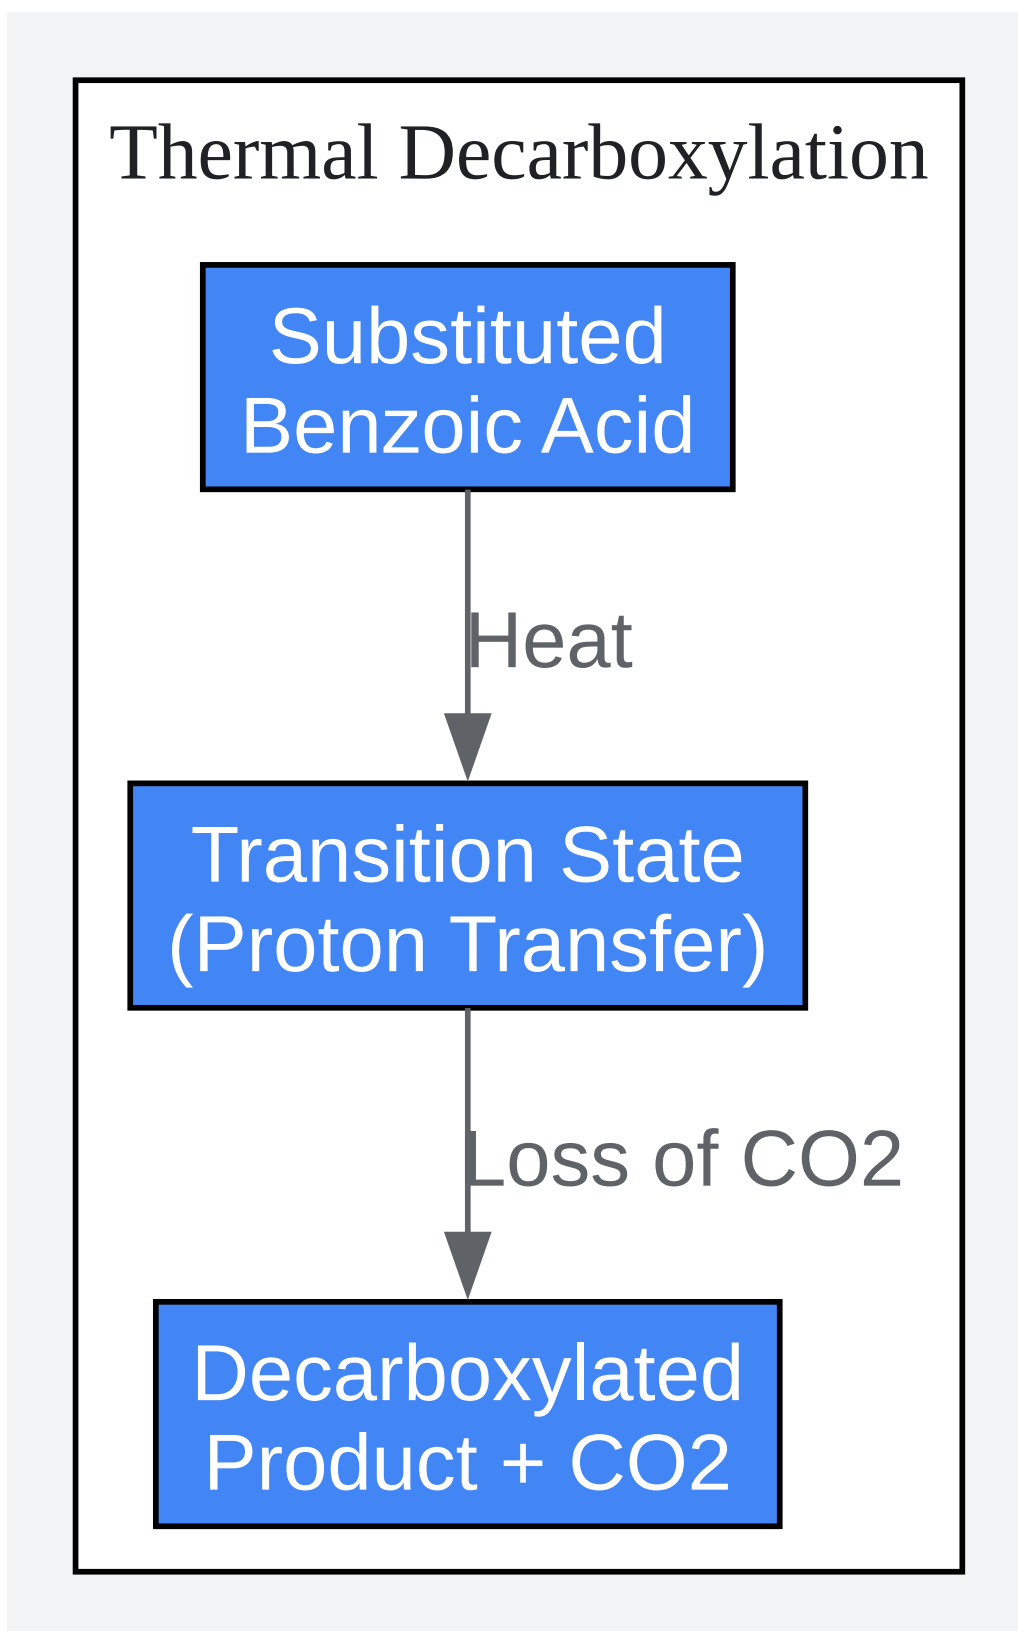 Thermal Decarboxylation
Substituted
Benzoic Acid
Heat
Transition State
(Proton Transfer)
Loss of CO2
Decarboxylated
Product + CO2